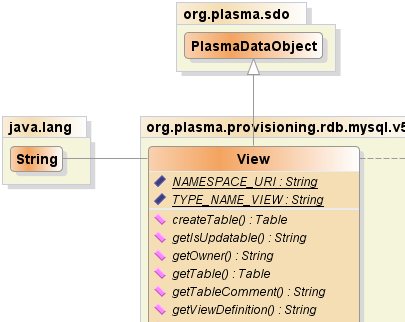 org.plasma.sdo
PlasmaDataObject
java.lang
String
org.plasma.provisioning.rdb.mysql.v5
View
NAMESPACE_URI : String
TYPE_NAME_VIEW : String
createTable() : Table
getIsUpdatable() : String
getOwner() : String
getTable() : Table
getTableComment() : String
getViewDefinition() : String